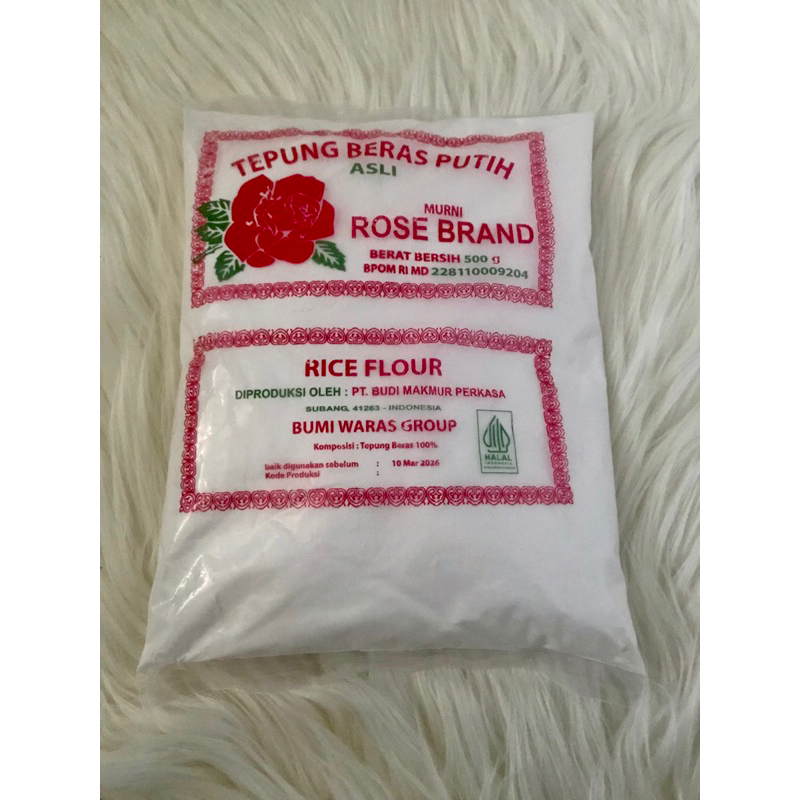 TEPUNG BERAS PUTIH
ASLI
MURNI
ROSE BRAND
BERAT BERSIH 500 g
BPOM RI MD 228110009204
RICE FLOUR
DIPRODUKSI OLEH : PT. BUDI MAKMUR PERKASA
SUBANG, 41263 - INDONESIA
BUMI WARAS GROUP
Komposisi : Tepung Beras 100%
baik digunakan sebelum : 10 Mar 2026
Kode Produksi :
HALAL
INDONESIA